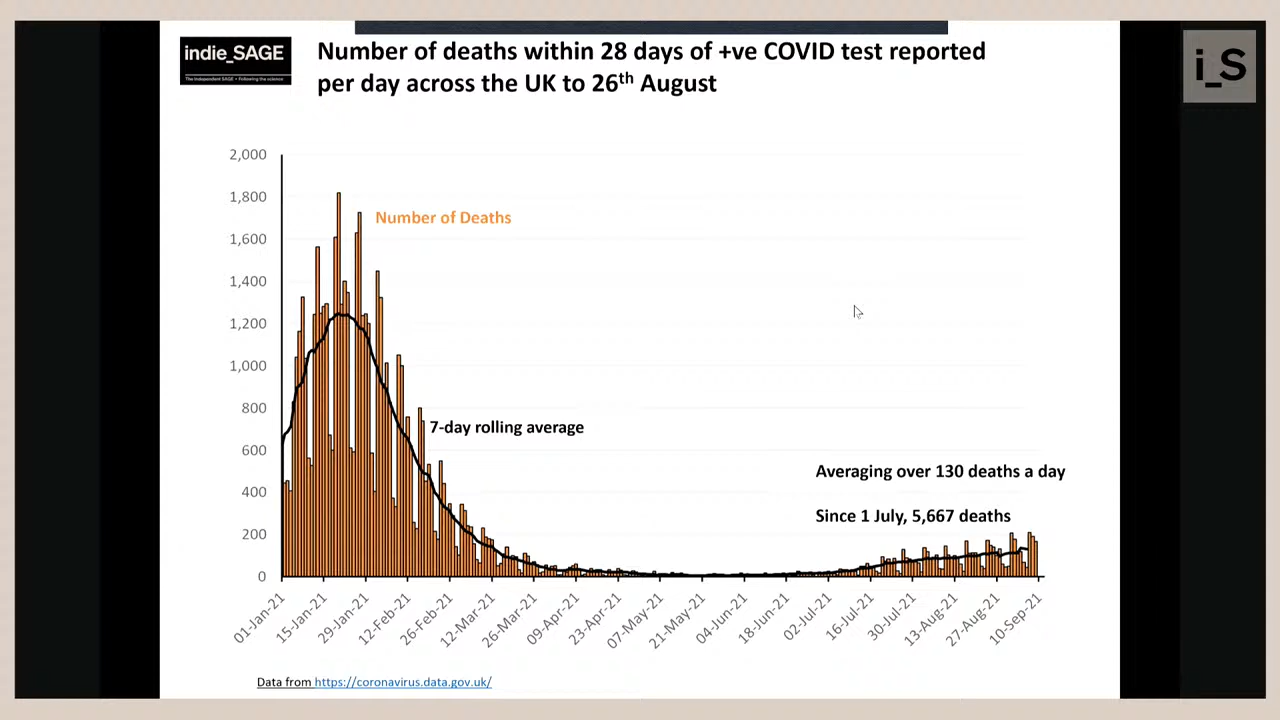 indie_SAGE
The Independent SAGE • Following the science
i_S
Number of deaths within 28 days of +ve COVID test reported
per day across the UK to 26th August
2,000
1,800
1,600
1,400
1,200
1,000
800
600
400
200
0
Number of Deaths
7-day rolling average
Averaging over 130 deaths a day
Since 1 July, 5,667 deaths
01-Jan-21
15-Jan-21
29-Jan-21
12-Feb-21
26-Feb-21
12-Mar-21
26-Mar-21
09-Apr-21
23-Apr-21
07-May-21
21-May-21
04-Jun-21
18-Jun-21
02-Jul-21
16-Jul-21
30-Jul-21
13-Aug-21
27-Aug-21
10-Sep-21
Data from https://coronavirus.data.gov.uk/